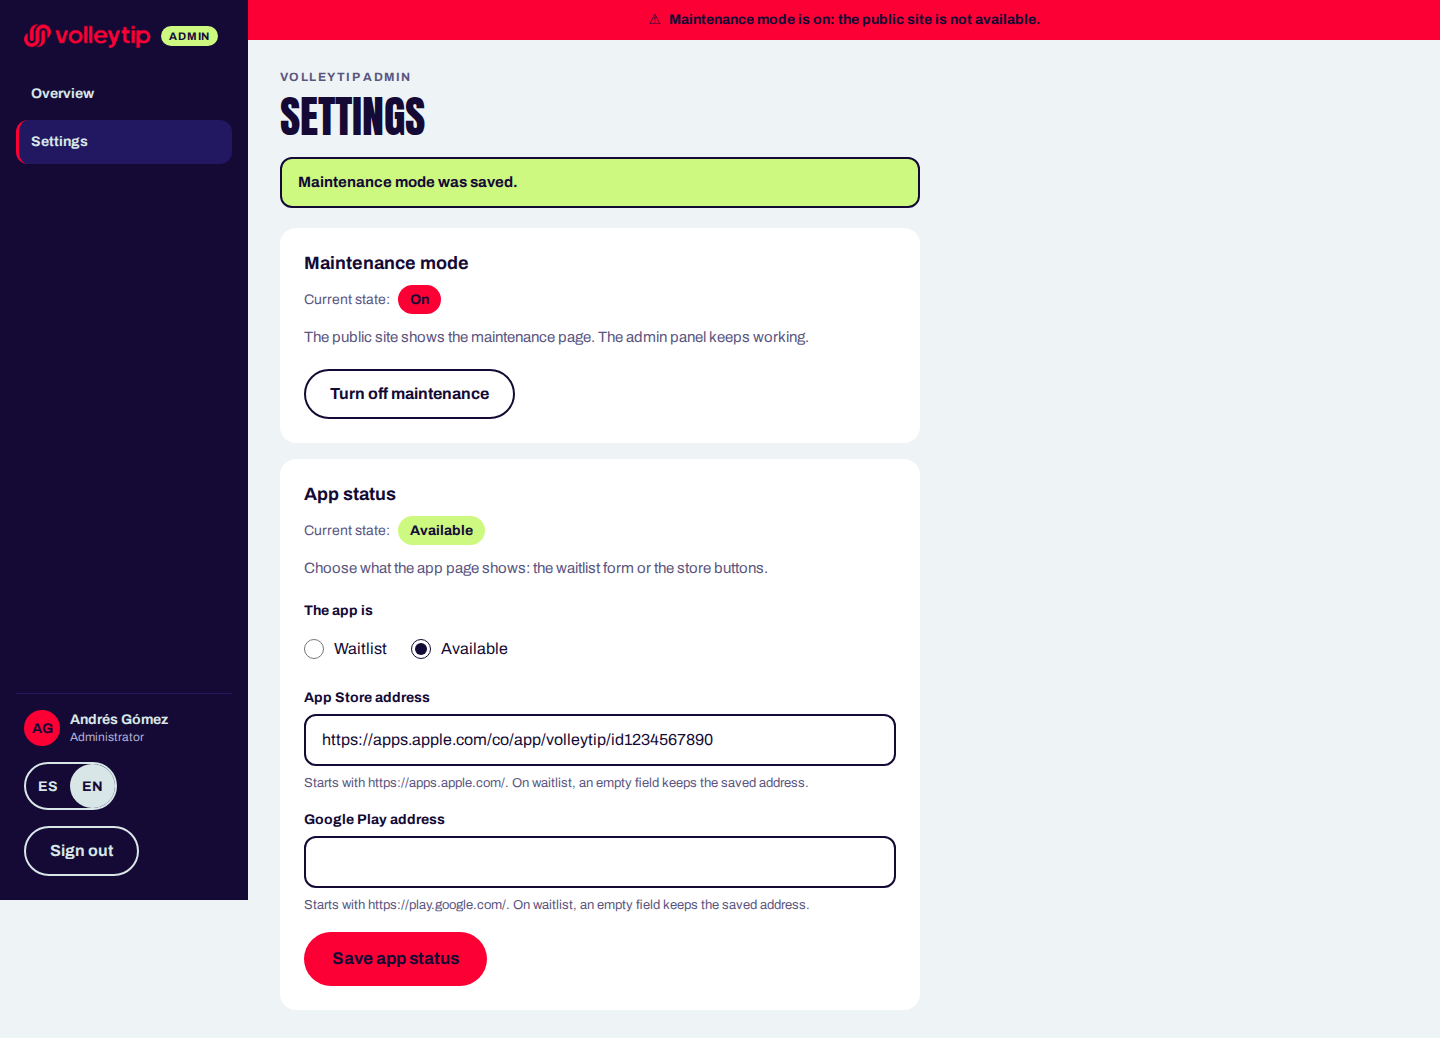 volleytip ADMIN
Overview
Settings
Andrés Gómez
AG
Administrator
ES EN
Sign out
⚠ Maintenance mode is on: the public site is not available.
VOLLEYTIP ADMIN
SETTINGS
Maintenance mode was saved.
Maintenance mode
Current state: On
The public site shows the maintenance page. The admin panel keeps working.
Turn off maintenance
App status
Current state: Available
Choose what the app page shows: the waitlist form or the store buttons.
The app is
Waitlist Available
App Store address
https://apps.apple.com/co/app/volleytip/id1234567890
Starts with https://apps.apple.com/. On waitlist, an empty field keeps the saved address.
Google Play address
Starts with https://play.google.com/. On waitlist, an empty field keeps the saved address.
Save app status